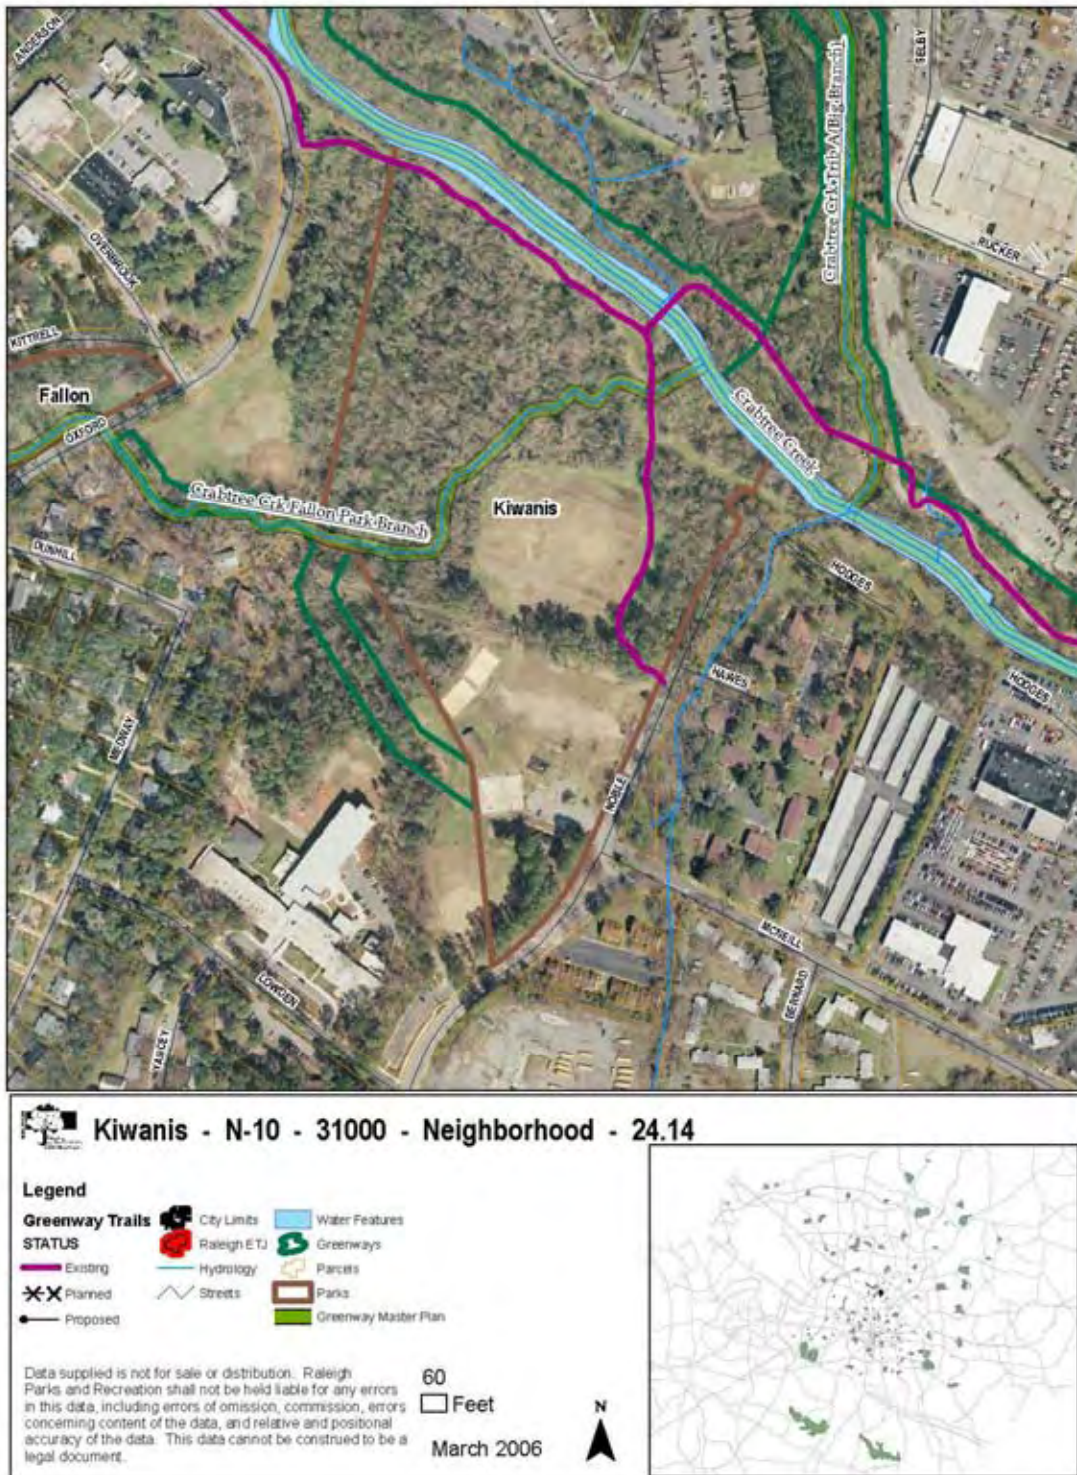 ANDERSON
SELBY
Crabtree Crk Trib A (Big Branch)
OVERBROOK
RUCKER
KITTRELL
Fallon
OXFORD
Crabtree Creek
Crabtree Crk Fallon Park Branch
Kiwanis
DUNHILL
HODGES
HAWES
HODGES
MEDWAY
NOBLE
MCNEILL
LOWDEN
BERNARD
YANCEY
Kiwanis - N-10 - 31000 - Neighborhood - 24.14
Legend
Greenway Trails
STATUS
Existing
Planned
Proposed
City Limits
Raleigh ETJ
Hydrology
Streets
Water Features
Greenways
Parcels
Parks
Greenway Master Plan
Data supplied is not for sale or distribution. Raleigh
Parks and Recreation shall not be held liable for any errors
in this data, including errors of omission, commission, errors
concerning content of the data, and relative and positional
accuracy of the data. This data cannot be construed to be a
legal document.
60
Feet
March 2006
N